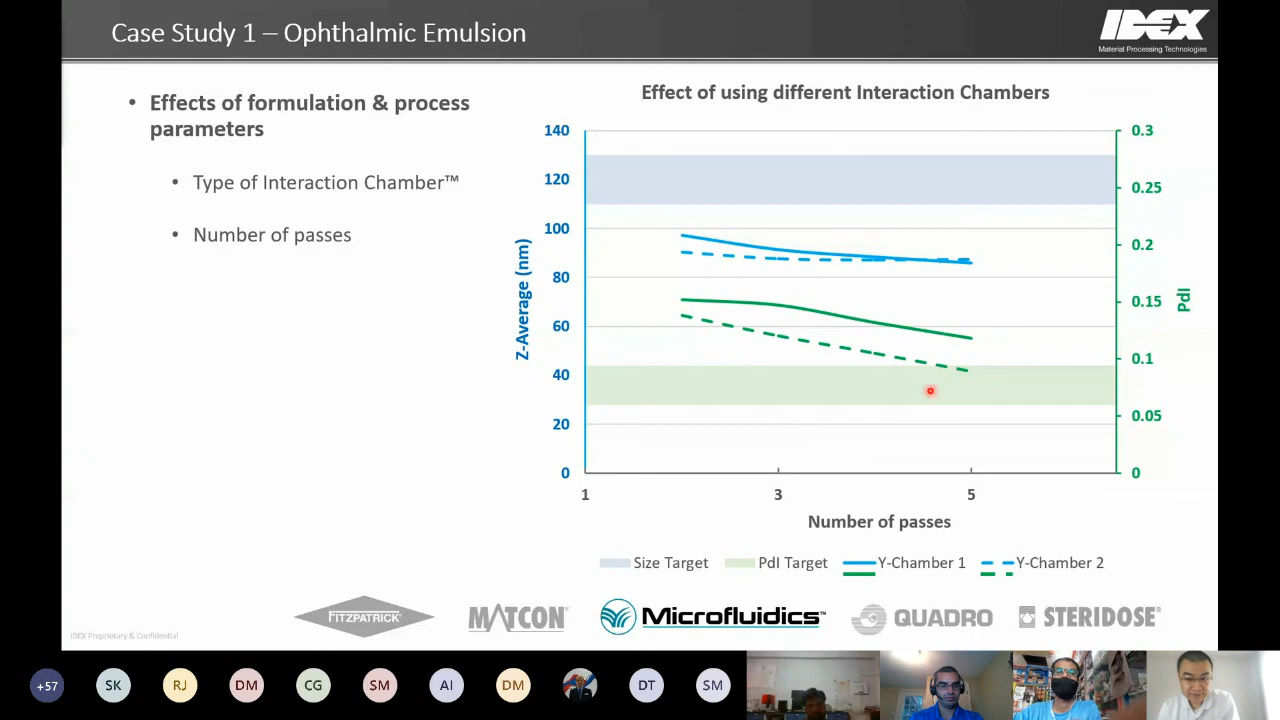 Case Study 1 – Ophthalmic Emulsion
IDEX
Material Processing Technologies
• Effects of formulation & process
parameters
• Type of Interaction Chamber™
• Number of passes
Effect of using different Interaction Chambers
140
120
100
80
60
40
20
0
Z-Average (nm)
0.3
0.25
0.2
0.15
0.1
0.05
0
PdI
1
3
5
Number of passes
Size Target
PdI Target
Y-Chamber 1
Y-Chamber 2
FITZPATRICK
MATCON
Microfluidics™
QUADRO
STERIDOSE
IDEX Proprietary & Confidential
+57
SK
RJ
DM
CG
SM
AI
DM
DT
SM